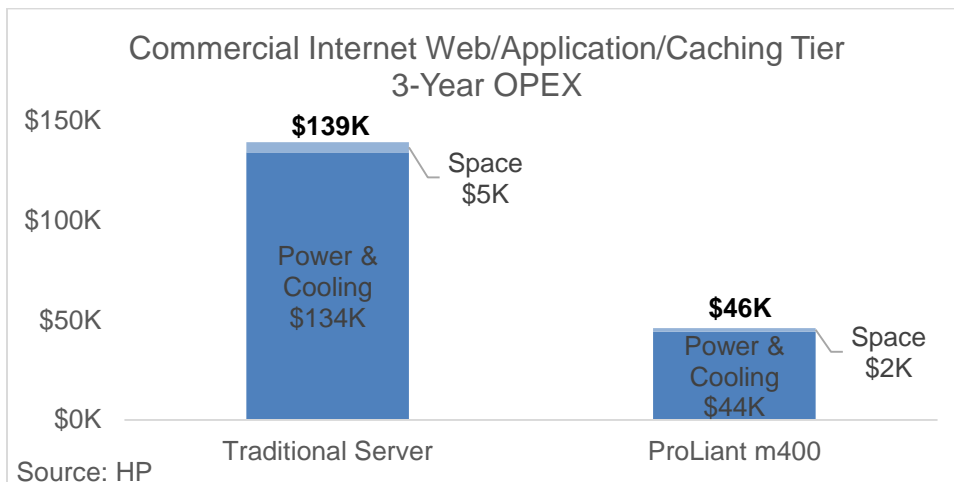 Commercial Internet Web/Application/Caching Tier
3-Year OPEX
$150K
$139K
Space
$5K
$100K
Power &
Cooling
$134K
$50K
$46K
Space
$2K
Power &
Cooling
$44K
$0K
Traditional Server
ProLiant m400
Source: HP